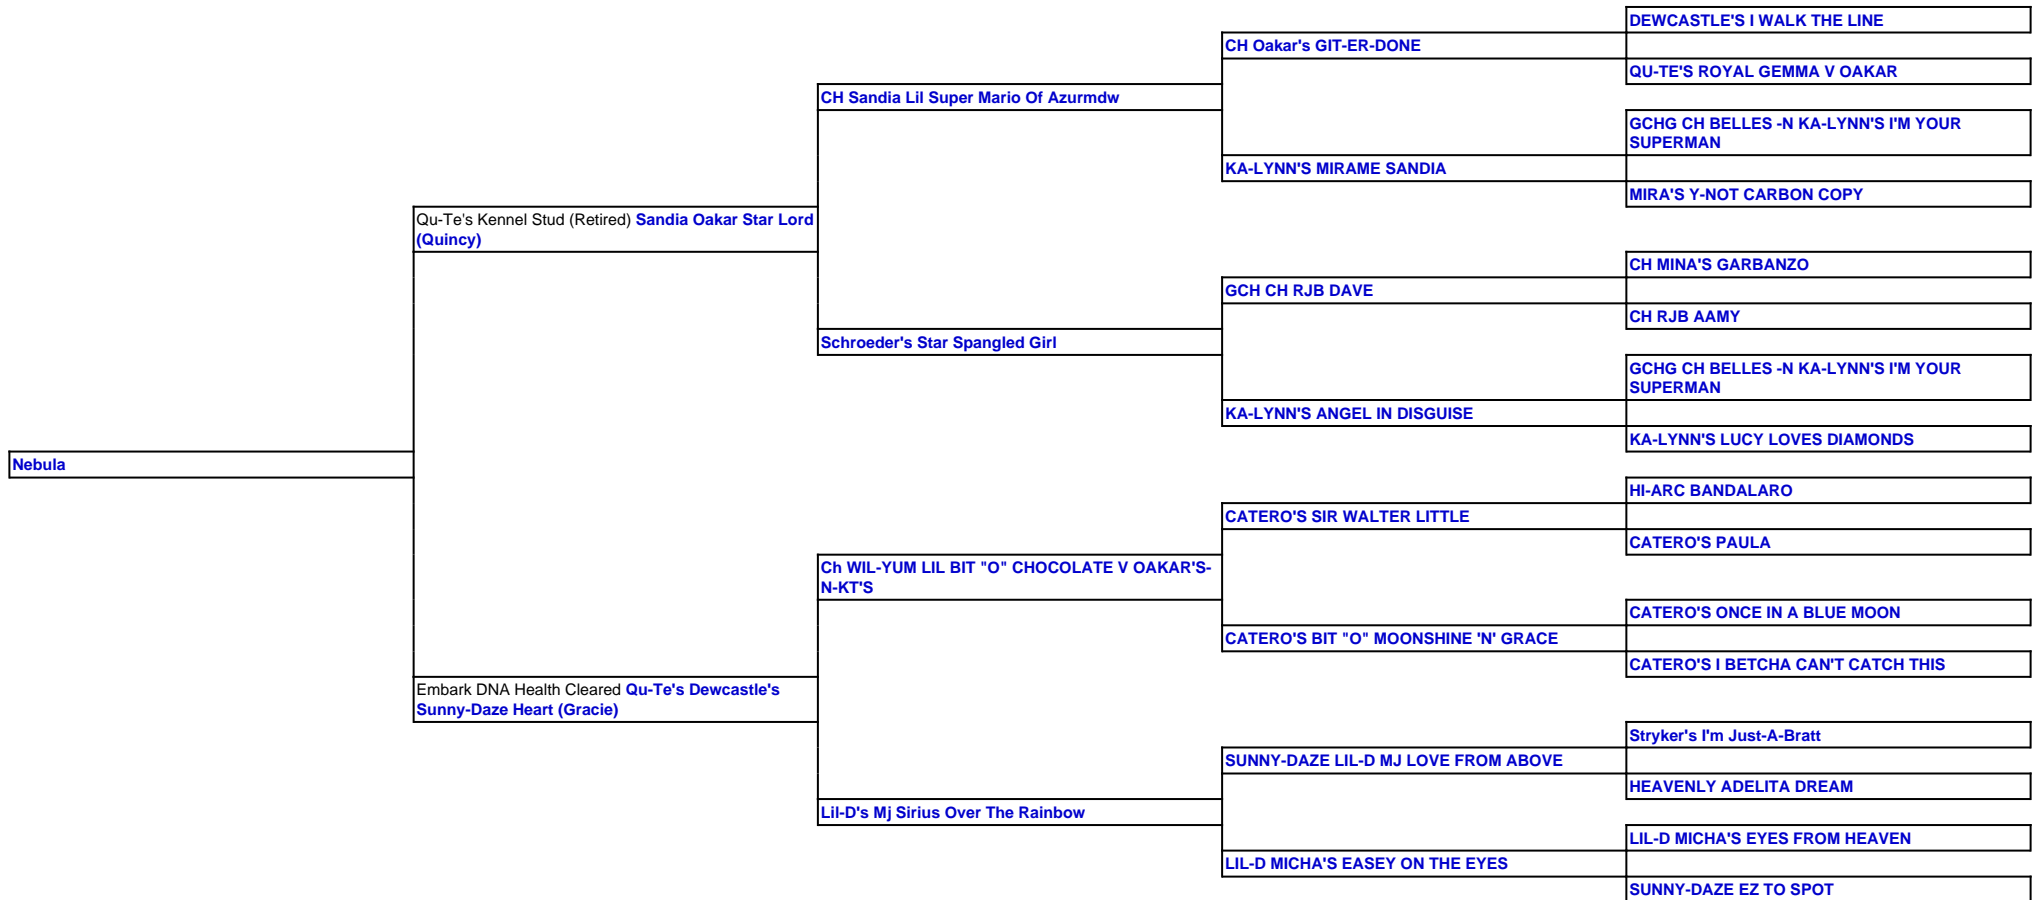 DEWCASTLE'S I WALK THE LINE
CH Oakar's GIT-ER-DONE
QU-TE'S ROYAL GEMMA V OAKAR
CH Sandia Lil Super Mario Of Azurmdw
GCHG CH BELLES -N KA-LYNN'S I'M YOUR
SUPERMAN
KA-LYNN'S MIRAME SANDIA
MIRA'S Y-NOT CARBON COPY
Qu-Te's Kennel Stud (Retired) Sandia Oakar Star Lord
(Quincy)
CH MINA'S GARBANZO
GCH CH RJB DAVE
CH RJB AAMY
Schroeder's Star Spangled Girl
GCHG CH BELLES -N KA-LYNN'S I'M YOUR
SUPERMAN
KA-LYNN'S ANGEL IN DISGUISE
KA-LYNN'S LUCY LOVES DIAMONDS
Nebula
HI-ARC BANDALARO
CATERO'S SIR WALTER LITTLE
CATERO'S PAULA
Ch WIL-YUM LIL BIT "O" CHOCOLATE V OAKAR'S-
N-KT'S
CATERO'S ONCE IN A BLUE MOON
CATERO'S BIT "O" MOONSHINE 'N' GRACE
CATERO'S I BETCHA CAN'T CATCH THIS
Embark DNA Health Cleared Qu-Te's Dewcastle's
Sunny-Daze Heart (Gracie)
Stryker's I'm Just-A-Bratt
SUNNY-DAZE LIL-D MJ LOVE FROM ABOVE
HEAVENLY ADELITA DREAM
Lil-D's Mj Sirius Over The Rainbow
LIL-D MICHA'S EYES FROM HEAVEN
LIL-D MICHA'S EASEY ON THE EYES
SUNNY-DAZE EZ TO SPOT